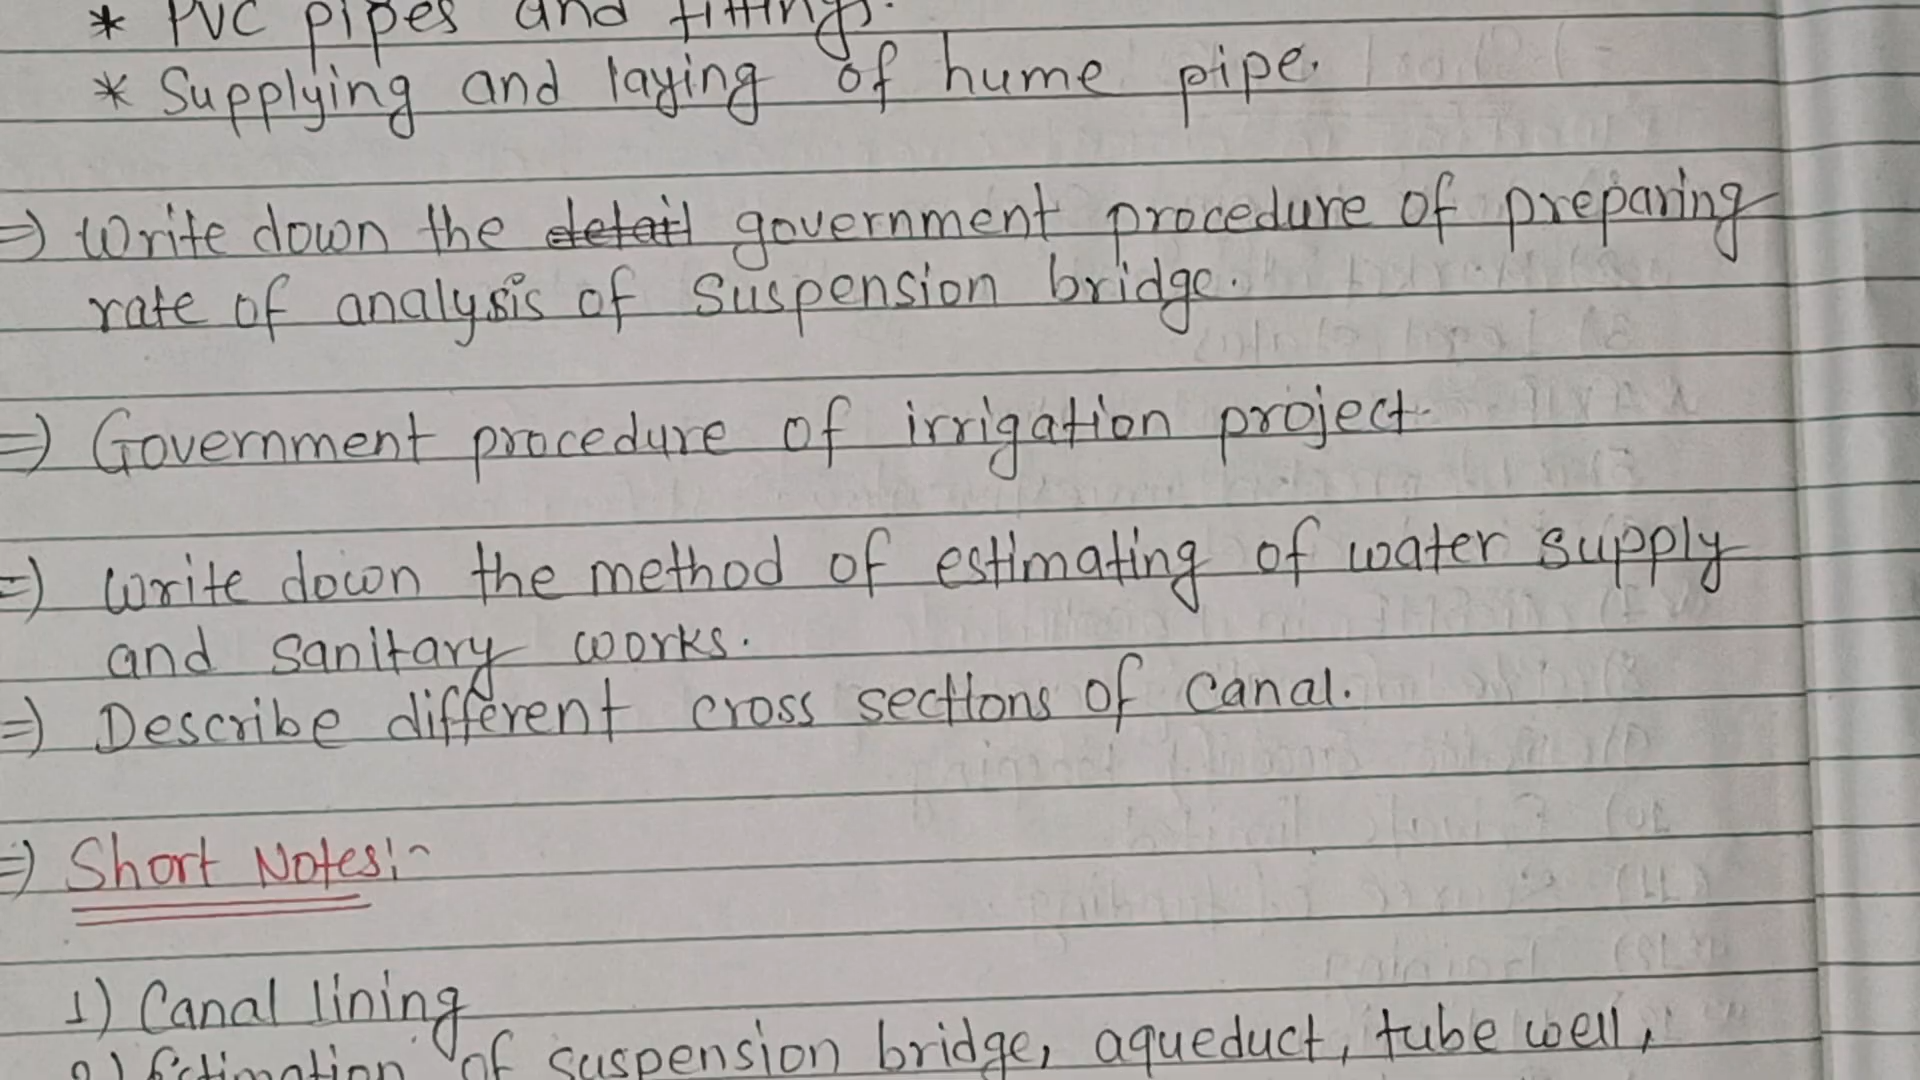 * PVC pipes and fittings.
* Supplying and laying of hume pipe.
=) Write down the detail government procedure of preparing
rate of analysis of suspension bridge.
=) Government procedure of irrigation project.
=) Write down the method of estimating of water supply
and sanitary works.
=) Describe different cross sections of canal.
=) Short Notes:-
1) Canal lining
2) Estimation of suspension bridge, aqueduct, tube well,